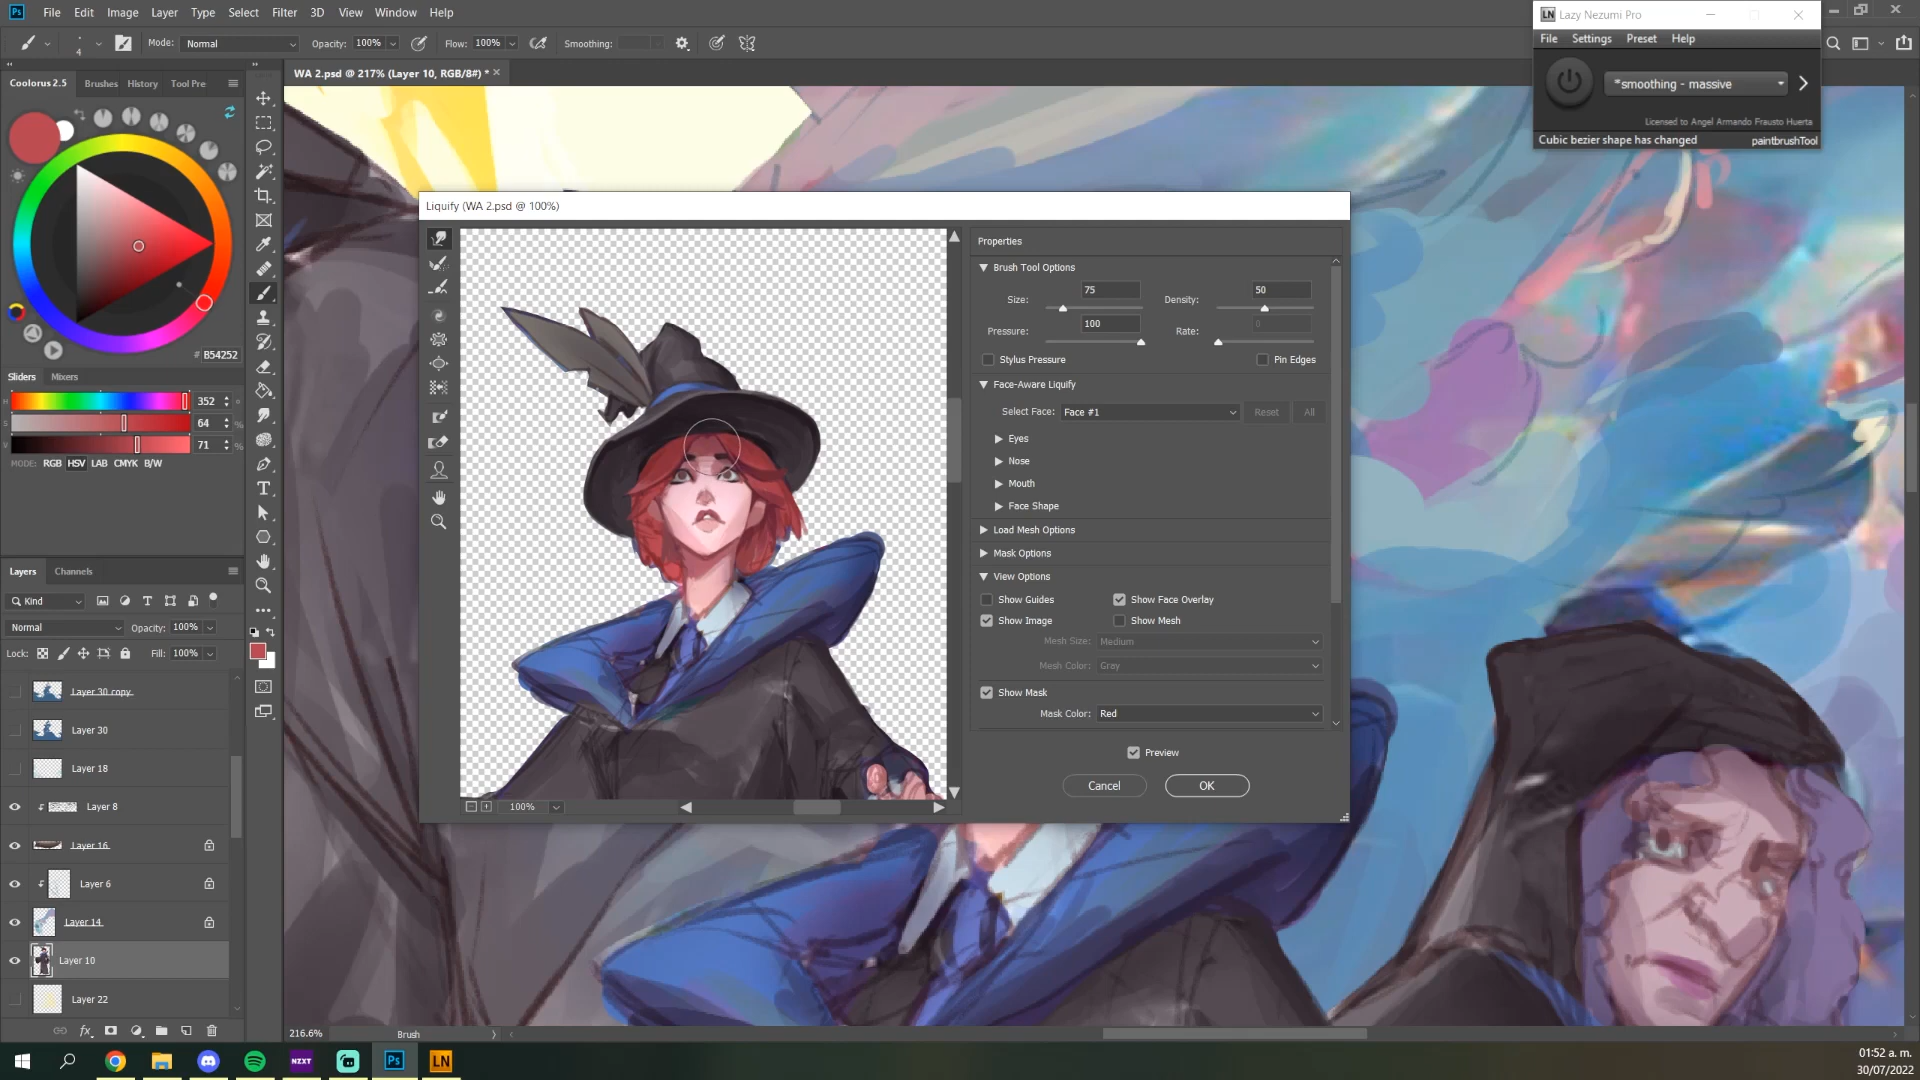 Ps File Edit Image Layer Type Select Filter 3D View Window Help
LN Lazy Nezumi Pro
File Settings Preset Help
4 Mode: Normal Opacity: 100% Flow: 100% Smoothing:
*smoothing - massive
Licensed to Angel Armando Frausto Huerta
Cubic bezier shape has changed paintbrushTool
Coolorus 2.5 Brushes History Tool Pre
WA 2.psd @ 217% (Layer 10, RGB/8#) *
# B54252
Sliders Mixers
H 352 °
S 64 %
V 71 %
MODE: RGB HSV LAB CMYK B/W
Layers Channels
Kind
Normal Opacity: 100%
Lock: Fill: 100%
Layer 30 copy
Layer 30
Layer 18
Layer 8
Layer 16
Layer 6
Layer 14
Layer 10
Layer 22
fx
Liquify (WA 2.psd @ 100%)
Properties
Brush Tool Options
Size: 75 Density: 50
Pressure: 100 Rate: 0
Stylus Pressure Pin Edges
Face-Aware Liquify
Select Face: Face #1 Reset All
Eyes
Nose
Mouth
Face Shape
Load Mesh Options
Mask Options
View Options
Show Guides Show Face Overlay
Show Image Show Mesh
Mesh Size: Medium
Mesh Color: Gray
Show Mask
Mask Color: Red
Preview
Cancel OK
100%
216.6% Brush
NZXT Ps LN
01:52 a. m.
30/07/2022